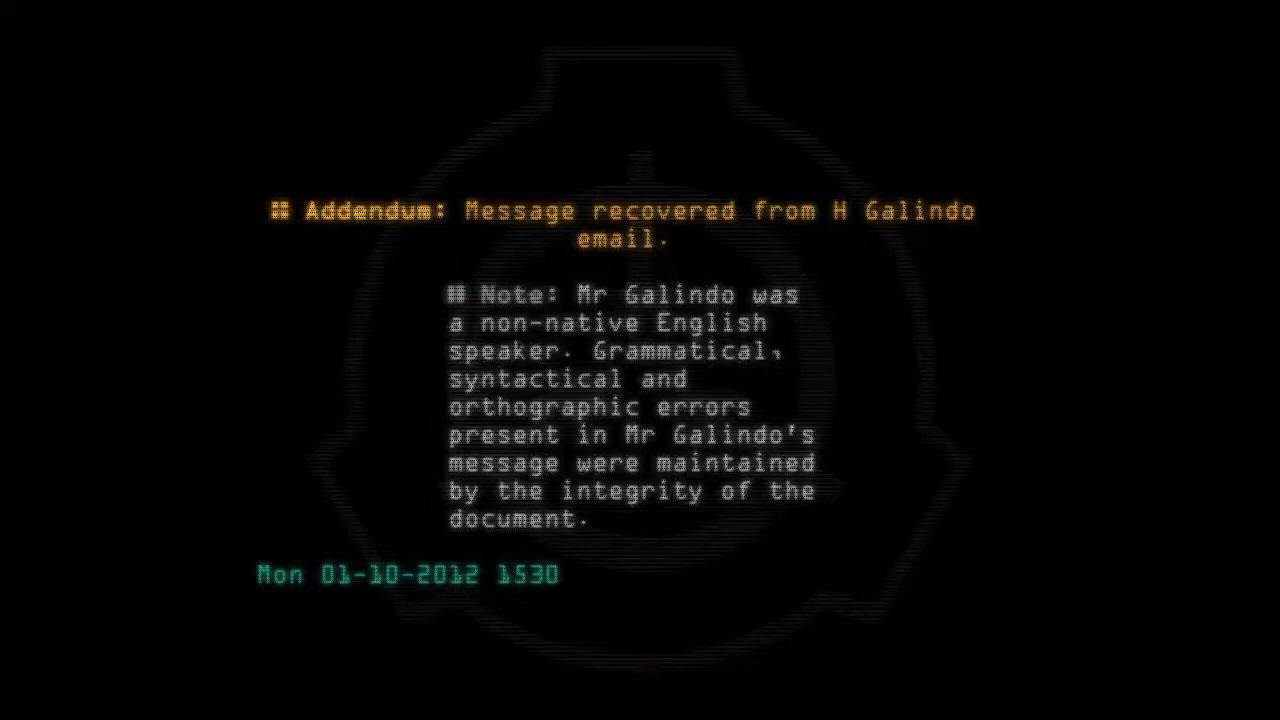 ⌗ Addendum: Message recovered from H Galindo
email.
⌗ Note: Mr Galindo was
a non-native English
speaker. Grammatical,
syntactical and
orthographic errors
present in Mr Galindo's
message were maintained
by the integrity of the
document.
Mon 01-10-2012 1530